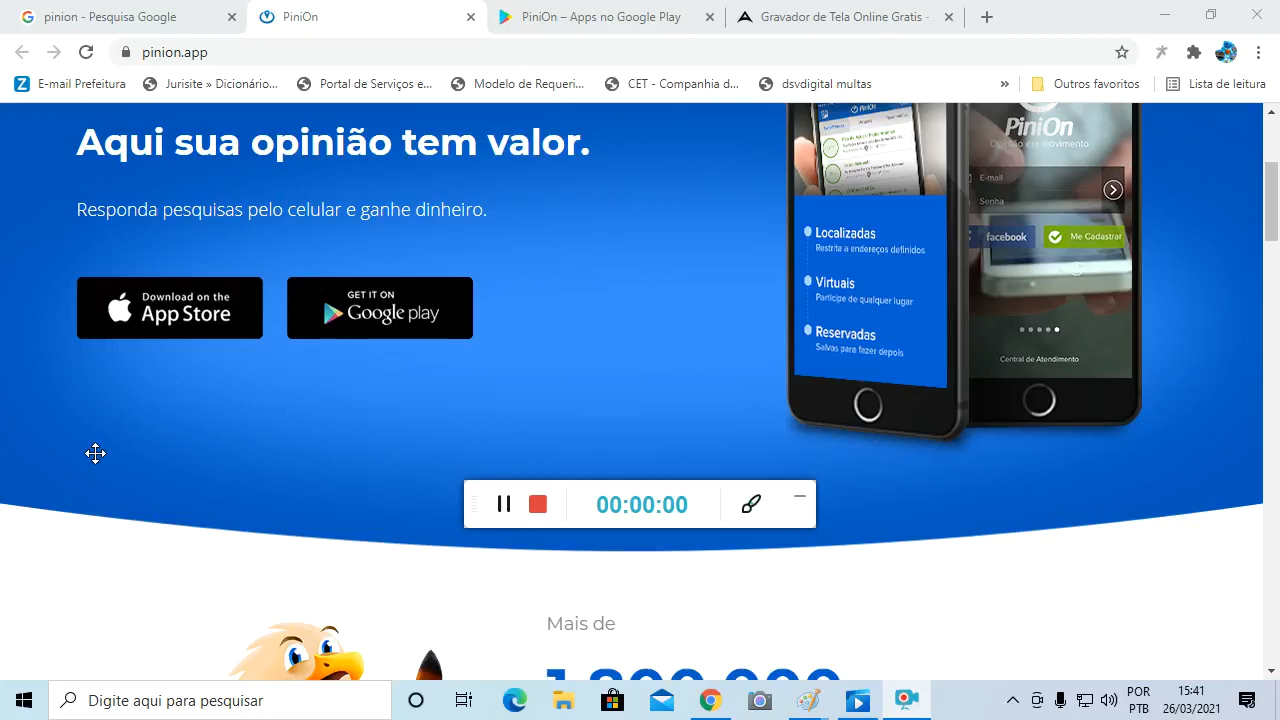 pinion - Pesquisa Google
PiniOn
PiniOn – Apps no Google Play
Gravador de Tela Online Gratis -
pinion.app
E-mail Prefeitura
Jurisite » Dicionário...
Portal de Serviços e...
Modelo de Requeri...
CET - Companhia d...
dsvdigital multas
»
Outros favoritos
Lista de leitura
Aqui sua opinião tem valor.
Responda pesquisas pelo celular e ganhe dinheiro.
Download on the
App Store
GET IT ON
Google play
PiniOn
Localizadas
Restrita a endereços definidos.
Virtuais
Participe de qualquer lugar
Reservadas
Salvas para fazer depois
PiniOn
Opinião em movimento
E-mail
Senha
facebook
Me Cadastrar
Central de Atendimento
00:00:00
Mais de
1.800.000
Digite aqui para pesquisar
POR
PTB
15:41
26/03/2021